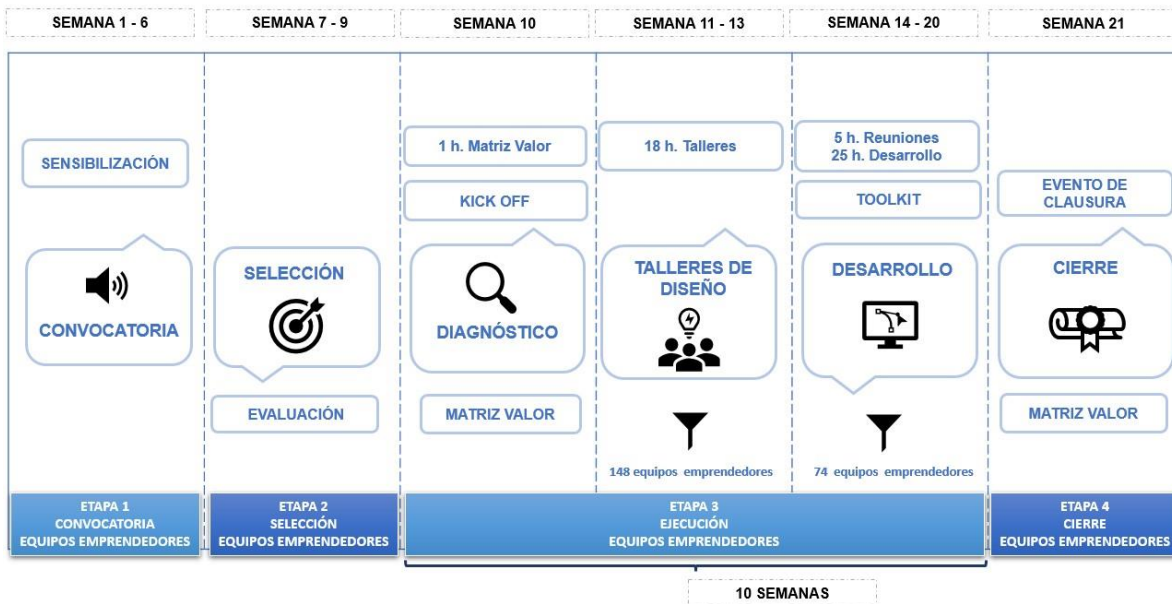 SEMANA 1 - 6
SEMANA 7 - 9
SEMANA 10
SEMANA 11 - 13
SEMANA 14 - 20
SEMANA 21
SENSIBILIZACIÓN
CONVOCATORIA
SELECCIÓN
EVALUACIÓN
1 h. Matriz Valor
KICK OFF
DIAGNÓSTICO
MATRIZ VALOR
18 h. Talleres
TALLERES DE
DISEÑO
148 equipos emprendedores
5 h. Reuniones
25 h. Desarrollo
TOOLKIT
DESARROLLO
74 equipos emprendedores
EVENTO DE
CLAUSURA
CIERRE
MATRIZ VALOR
ETAPA 1
CONVOCATORIA
EQUIPOS EMPRENDEDORES
ETAPA 2
SELECCIÓN
EQUIPOS EMPRENDEDORES
ETAPA 3
EJECUCIÓN
EQUIPOS EMPRENDEDORES
ETAPA 4
CIERRE
EQUIPOS EMPRENDEDORES
10 SEMANAS